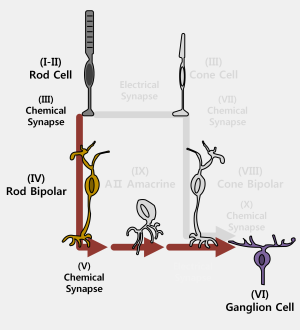 (I-II)
Rod Cell
(III)
Cone Cell
Electrical
Synapse
(III)
Chemical
Synapse
(VII)
Chemical
Synapse
(IV)
Rod Bipolar
(IX)
AII Amacrine
(VIII)
Cone Bipolar
(X)
Chemical
Synapse
(V)
Chemical
Synapse
(VI)
Ganglion Cell